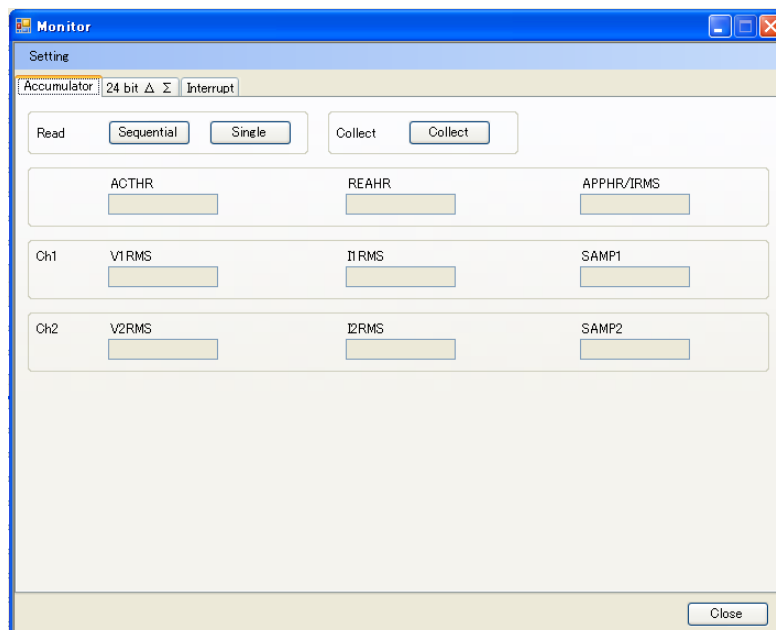 Monitor
Setting
Accumulator 24 bit Δ Σ Interrupt
Read Sequential Single Collect Collect
ACTHR REAHR APPHR/IRMS
Ch1 V1RMS I1RMS SAMP1
Ch2 V2RMS I2RMS SAMP2
Close